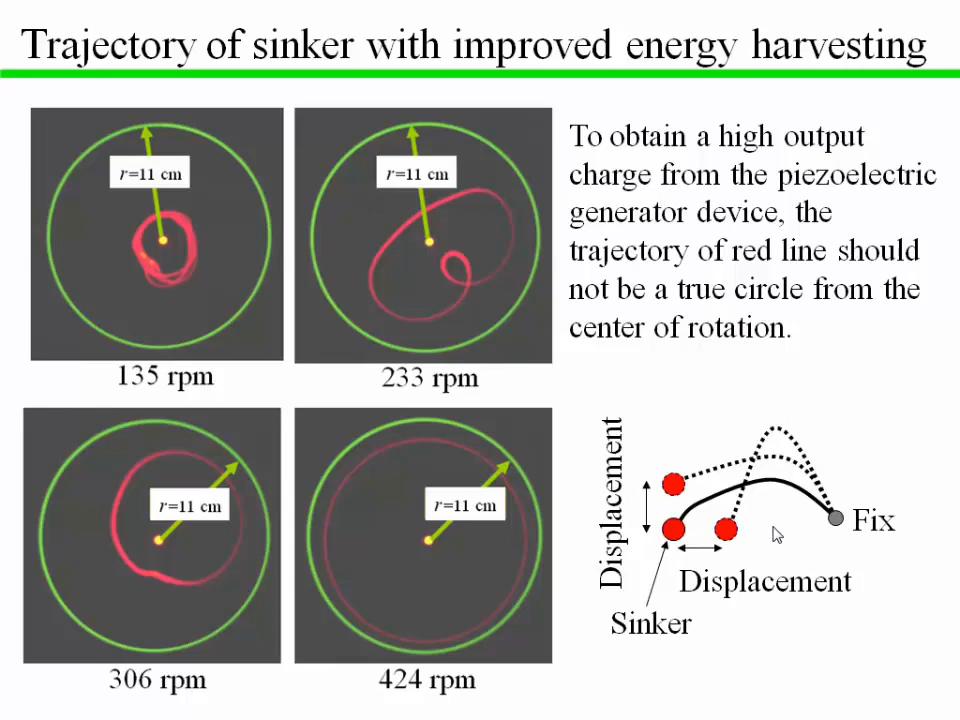 Trajectory of sinker with improved energy harvesting
r=11 cm
135 rpm
r=11 cm
233 rpm
To obtain a high output
charge from the piezoelectric
generator device, the
trajectory of red line should
not be a true circle from the
center of rotation.
r=11 cm
306 rpm
r=11 cm
424 rpm
Displacement
Fix
Displacement
Sinker